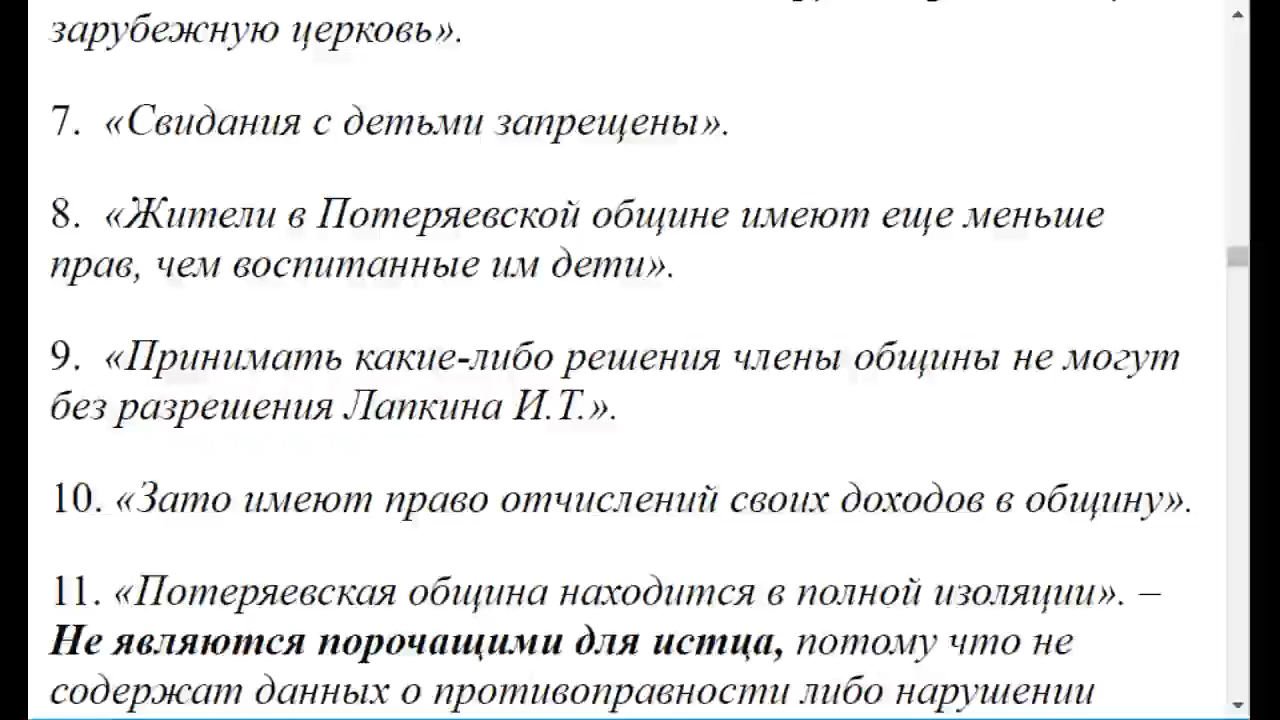 зарубежную церковь».
7. «Свидания с детьми запрещены».
8. «Жители в Потеряевской общине имеют еще меньше
прав, чем воспитанные им дети».
9. «Принимать какие-либо решения члены общины не могут
без разрешения Лапкина И.Т.».
10. «Зато имеют право отчислений своих доходов в общину».
11. «Потеряевская община находится в полной изоляции». –
Не являются порочащими для истца, потому что не
содержат данных о противоправности либо нарушении